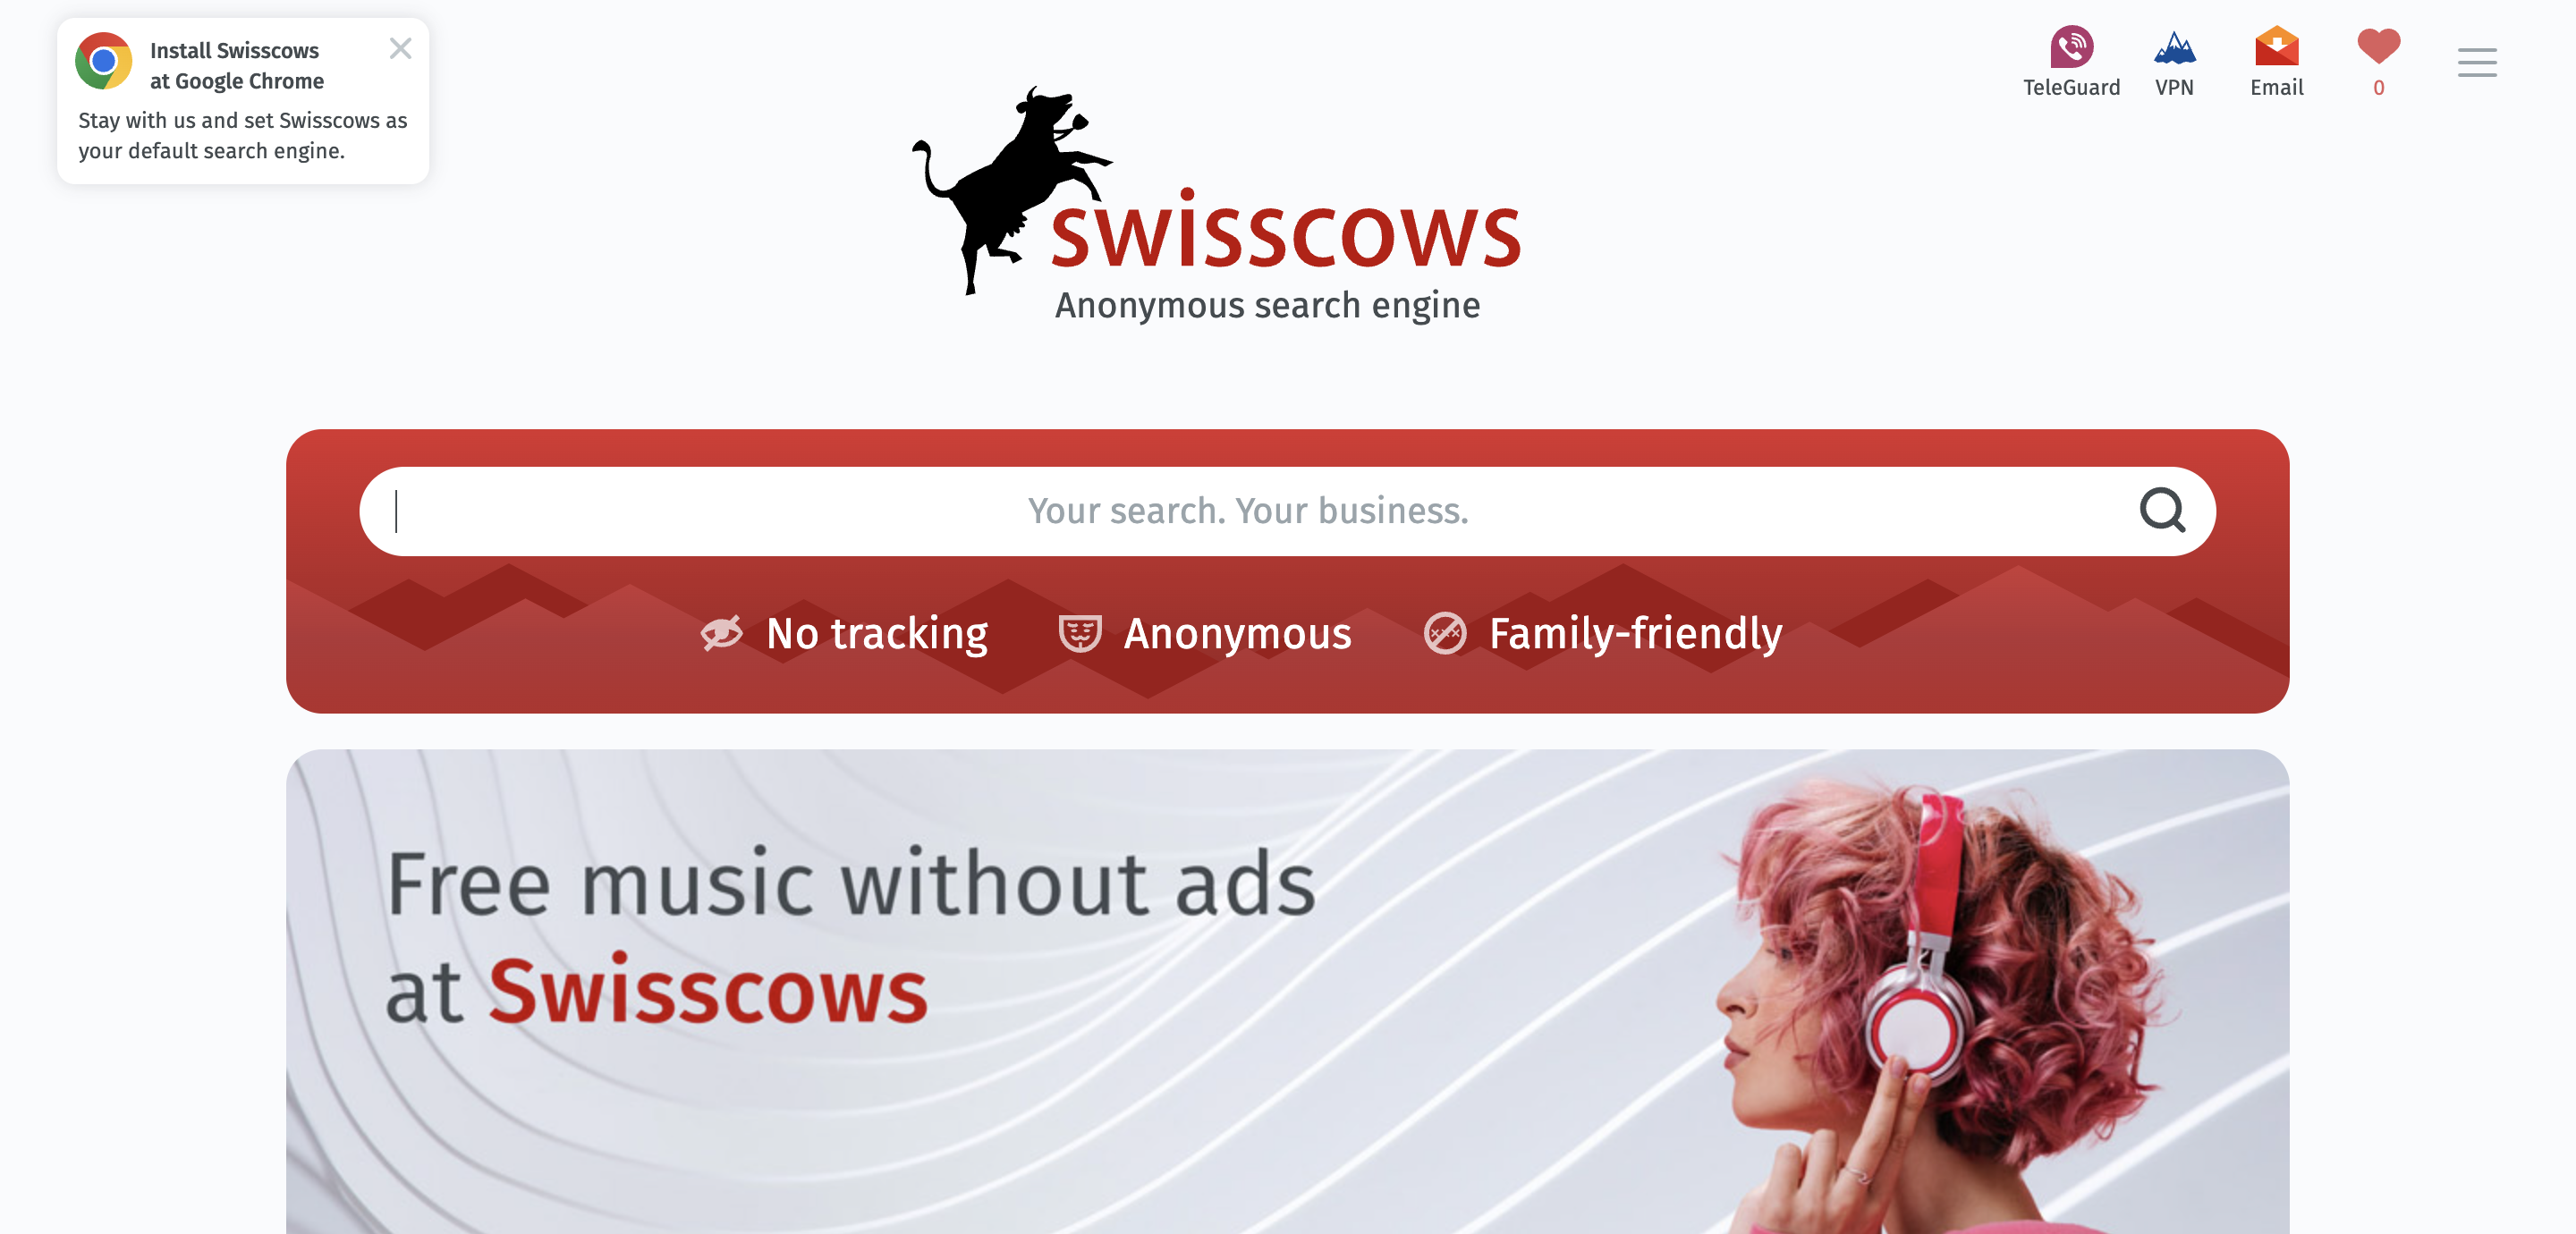 Install Swisscows
at Google Chrome
Stay with us and set Swisscows as
your default search engine.
TeleGuard
VPN
Email
0
swisscows
Anonymous search engine
Your search. Your business.
No tracking
Anonymous
Family-friendly
Free music without ads
at Swisscows